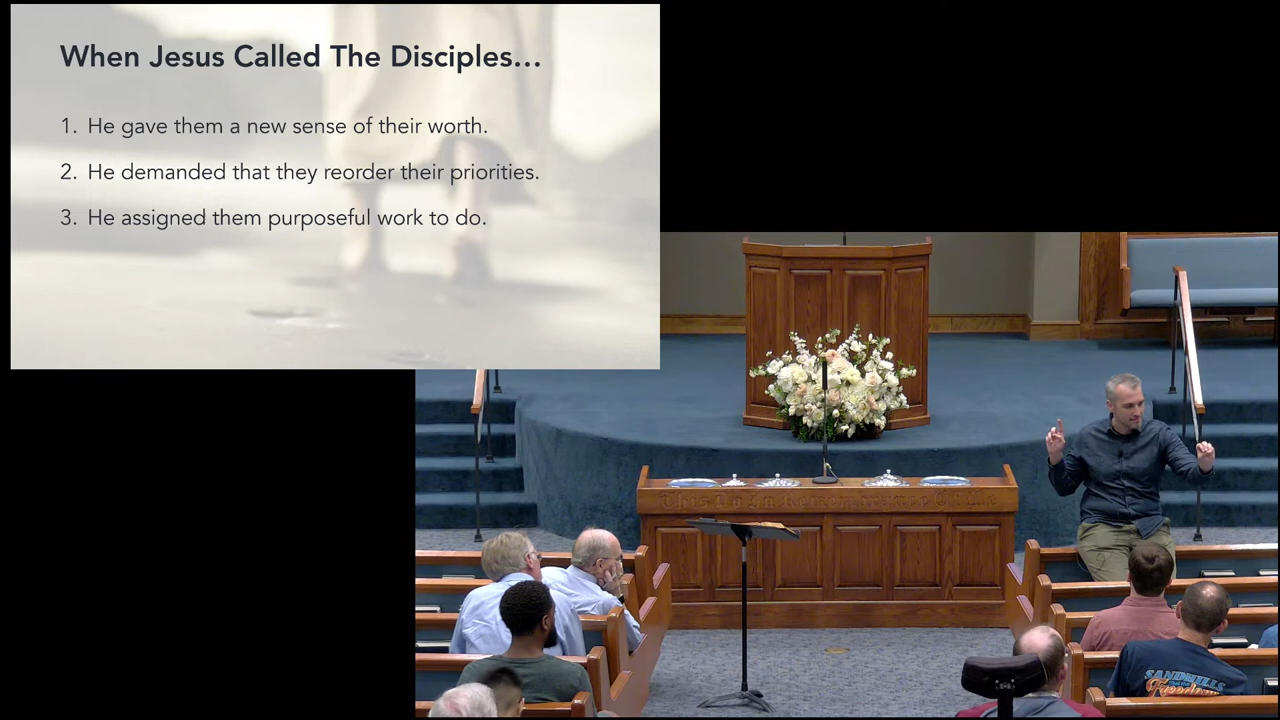 When Jesus Called The Disciples...
1. He gave them a new sense of their worth.
2. He demanded that they reorder their priorities.
3. He assigned them purposeful work to do.
This Do In Remembrance Of Me
SANDHILLS